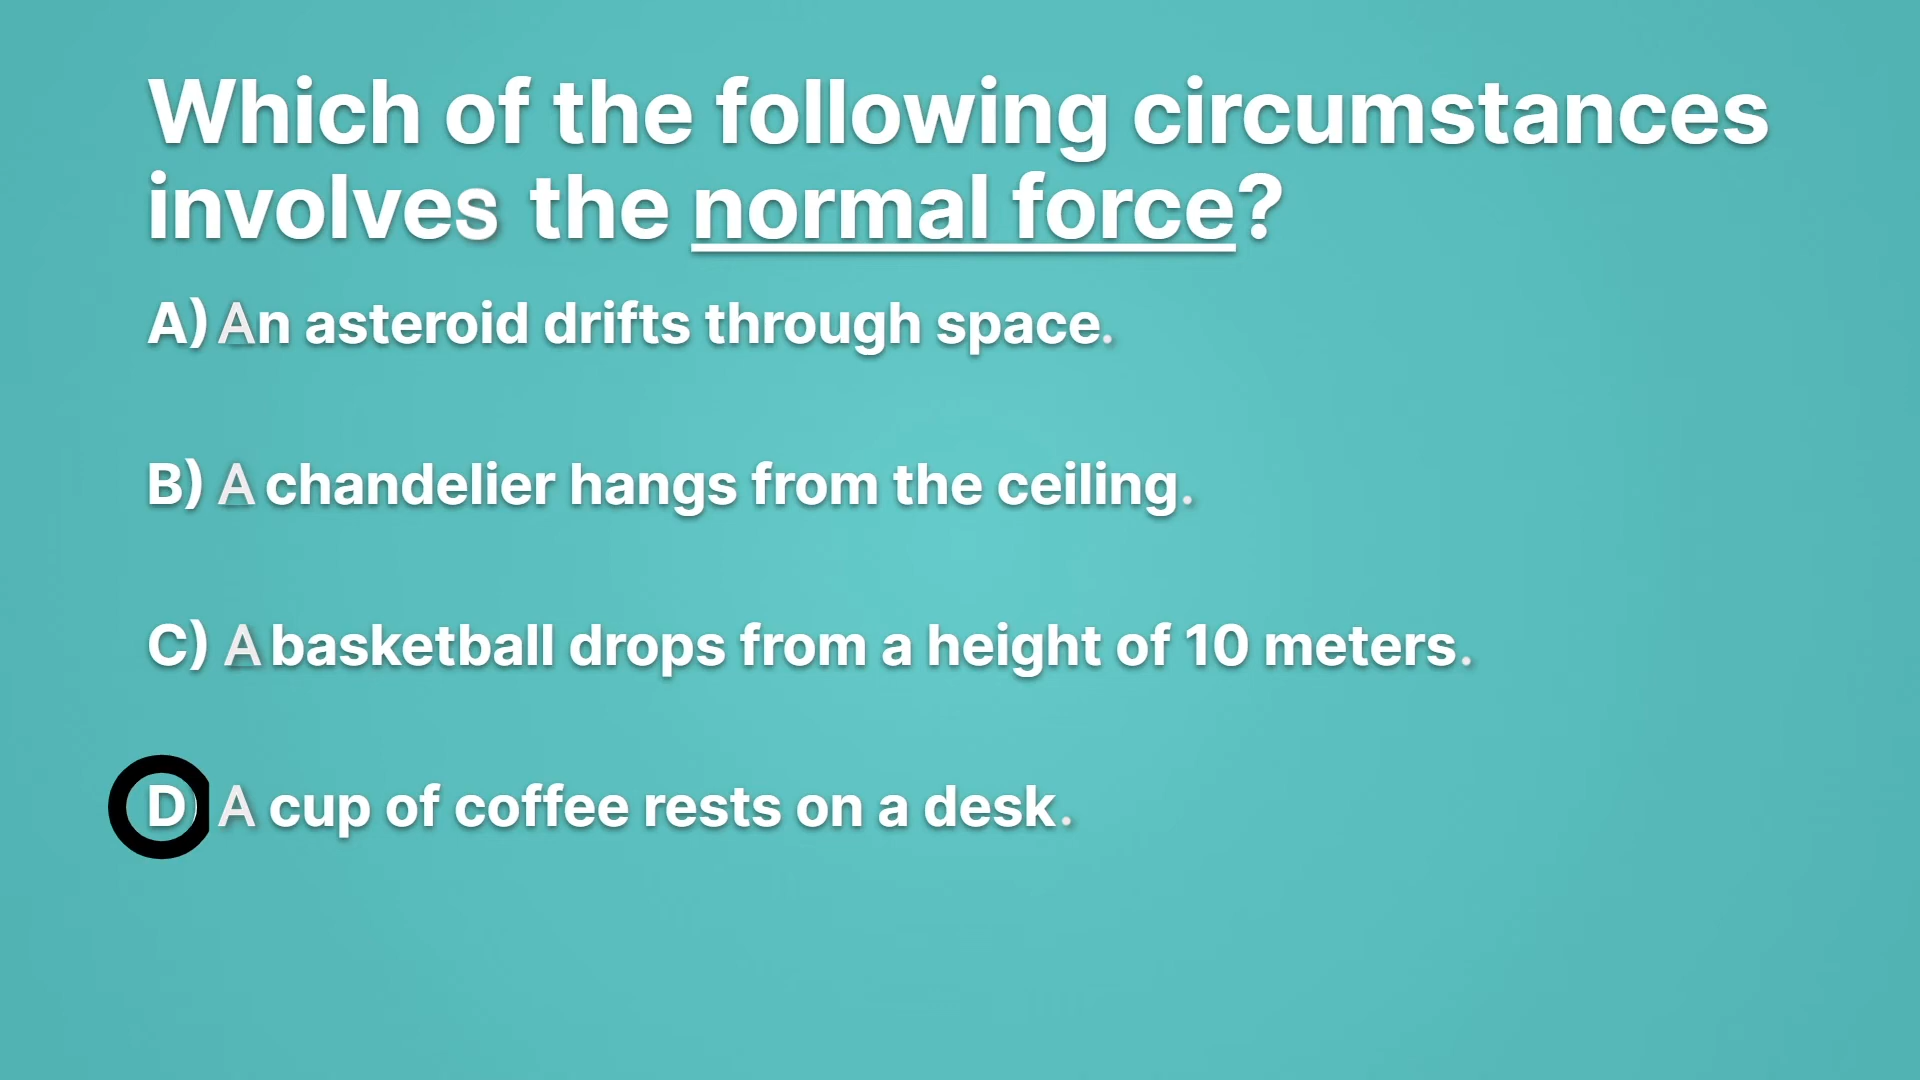 Which of the following circumstances
involves the normal force?
A) An asteroid drifts through space.
B) A chandelier hangs from the ceiling.
C) A basketball drops from a height of 10 meters.
D) A cup of coffee rests on a desk.